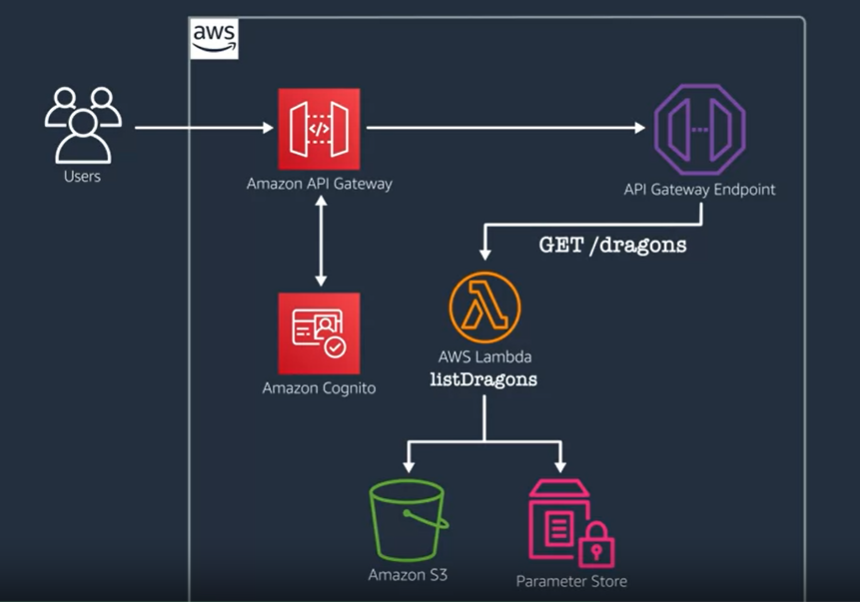 aws
Users
Amazon API Gateway
API Gateway Endpoint
GET /dragons
AWS Lambda
listDragons
Amazon Cognito
Amazon S3
Parameter Store